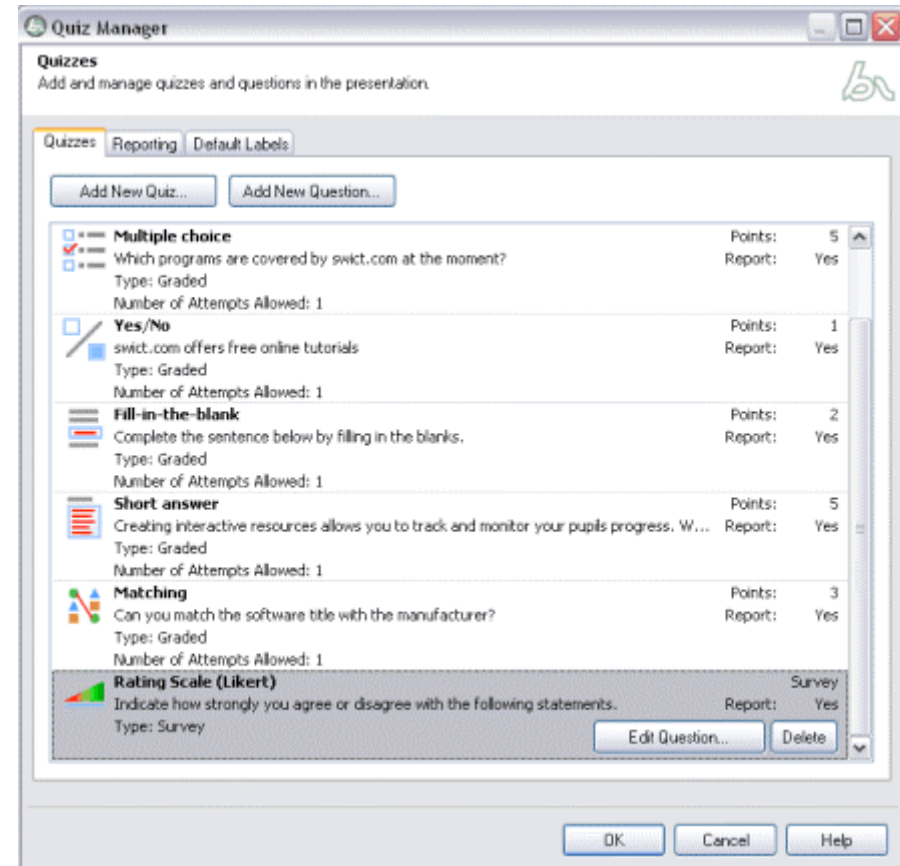 Quiz Manager
Quizzes
Add and manage quizzes and questions in the presentation.
Quizzes Reporting Default Labels
Add New Quiz... Add New Question...
Multiple choice Points: 5
Which programs are covered by swict.com at the moment? Report: Yes
Type: Graded
Number of Attempts Allowed: 1
Yes/No Points: 1
swict.com offers free online tutorials Report: Yes
Type: Graded
Number of Attempts Allowed: 1
Fill-in-the-blank Points: 2
Complete the sentence below by filling in the blanks. Report: Yes
Type: Graded
Number of Attempts Allowed: 1
Short answer Points: 5
Creating interactive resources allows you to track and monitor your pupils progress. W... Report: Yes
Type: Graded
Number of Attempts Allowed: 1
Matching Points: 3
Can you match the software title with the manufacturer? Report: Yes
Type: Graded
Number of Attempts Allowed: 1
Rating Scale (Likert) Survey
Indicate how strongly you agree or disagree with the following statements. Report: Yes
Type: Survey
Edit Question... Delete
OK Cancel Help